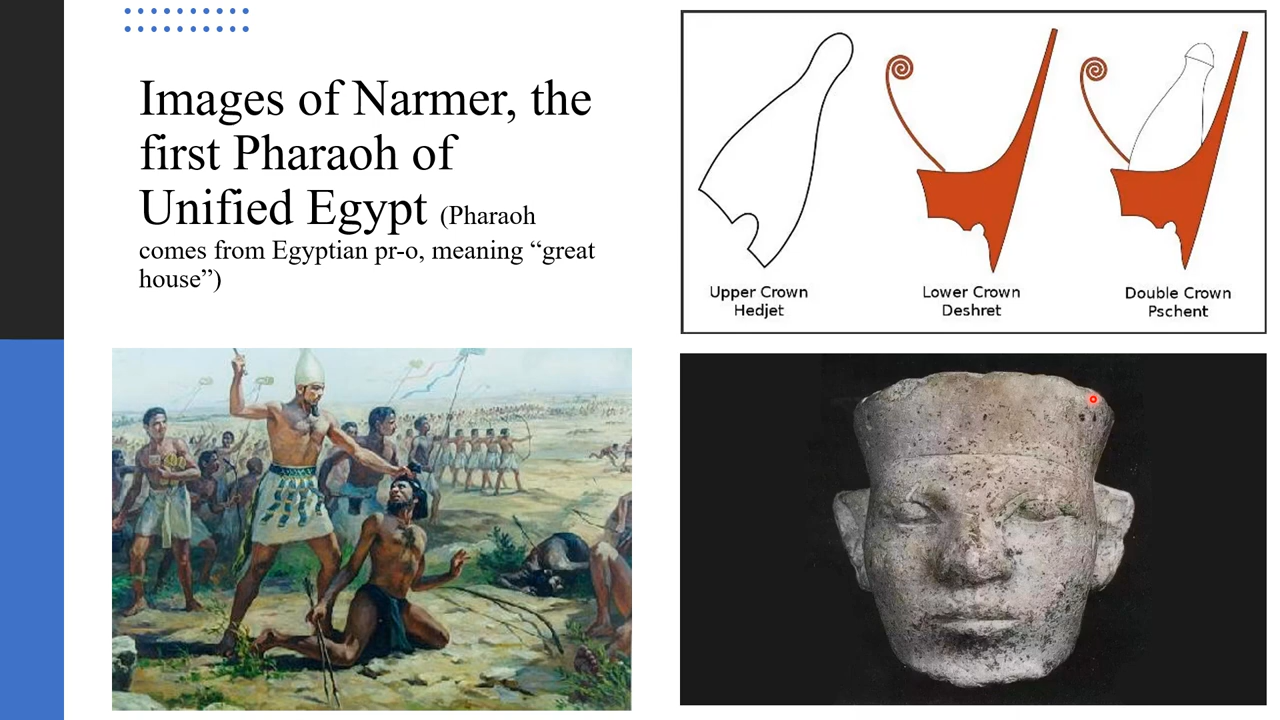 Images of Narmer, the
first Pharaoh of
Unified Egypt (Pharaoh
comes from Egyptian pr-o, meaning “great
house”)
Upper Crown
Hedjet
Lower Crown
Deshret
Double Crown
Pschent